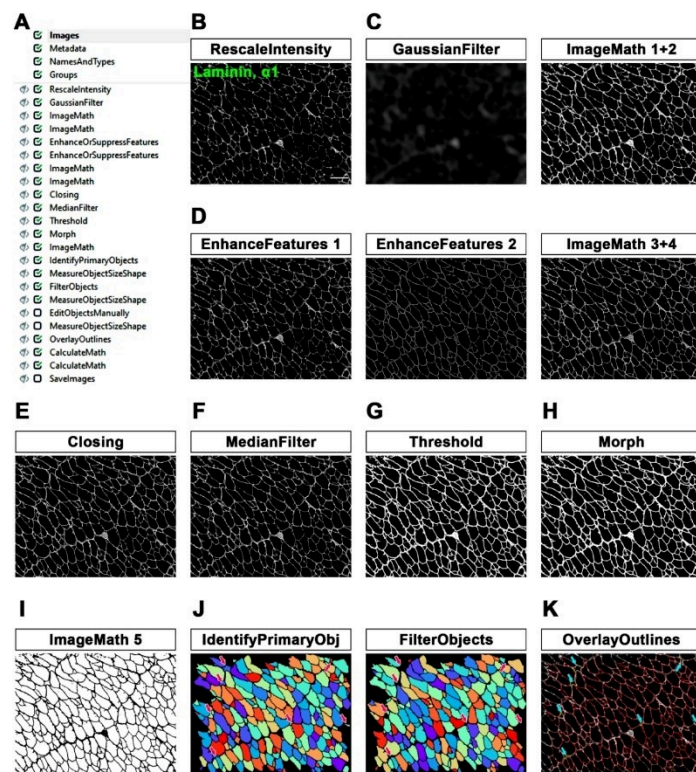 A
Images
Metadata
NamesAndTypes
Groups
RescaleIntensity
GaussianFilter
ImageMath
ImageMath
EnhanceOrSuppressFeatures
EnhanceOrSuppressFeatures
ImageMath
ImageMath
Closing
MedianFilter
Threshold
Morph
ImageMath
IdentifyPrimaryObjects
MeasureObjectSizeShape
FilterObjects
MeasureObjectSizeShape
EditObjectsManually
MeasureObjectSizeShape
OverlayOutlines
CalculateMath
CalculateMath
SaveImages
B
RescaleIntensity
Laminin, α1
C
GaussianFilter
ImageMath 1+2
D
EnhanceFeatures 1
EnhanceFeatures 2
ImageMath 3+4
E
Closing
F
MedianFilter
G
Threshold
H
Morph
I
ImageMath 5
J
IdentifyPrimaryObj
FilterObjects
K
OverlayOutlines